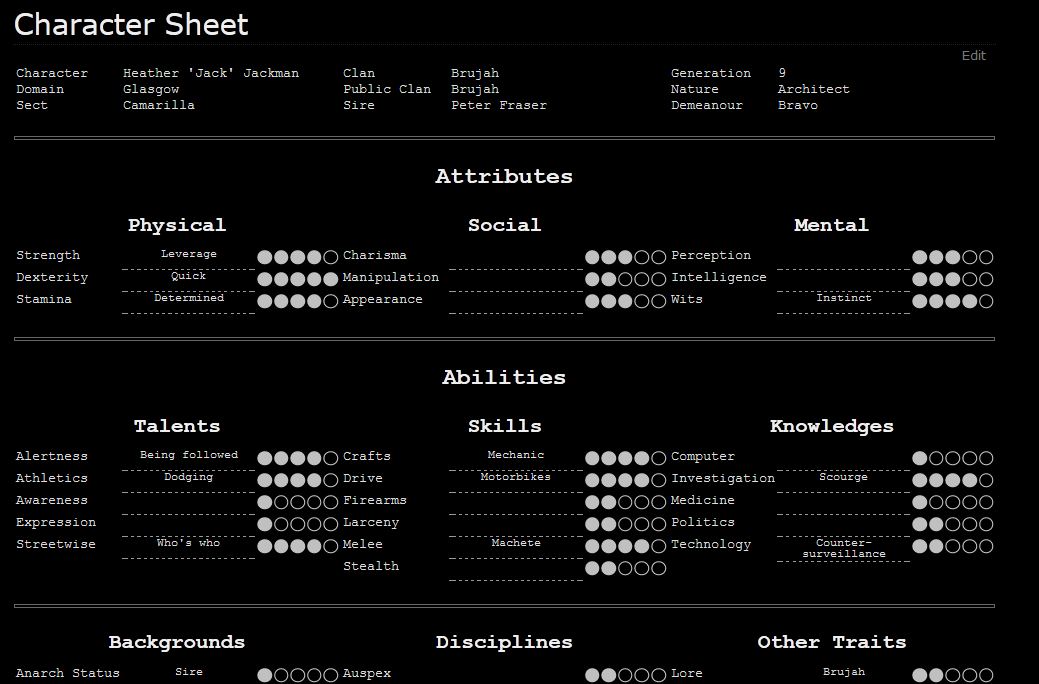 Character Sheet
Edit
Character Heather 'Jack' Jackman Clan Brujah Generation 9
Domain Glasgow Public Clan Brujah Nature Architect
Sect Camarilla Sire Peter Fraser Demeanour Bravo
Attributes
Physical Social Mental
Strength Leverage Charisma Perception
Dexterity Quick Manipulation Intelligence
Stamina Determined Appearance Wits Instinct
Abilities
Talents Skills Knowledges
Alertness Being followed Crafts Mechanic Computer
Athletics Dodging Drive Motorbikes Investigation Scourge
Awareness Firearms Medicine
Expression Larceny Politics
Streetwise Who's who Melee Machete Technology Counter-
surveillance
Stealth
Backgrounds Disciplines Other Traits
Anarch Status Sire Auspex Lore Brujah